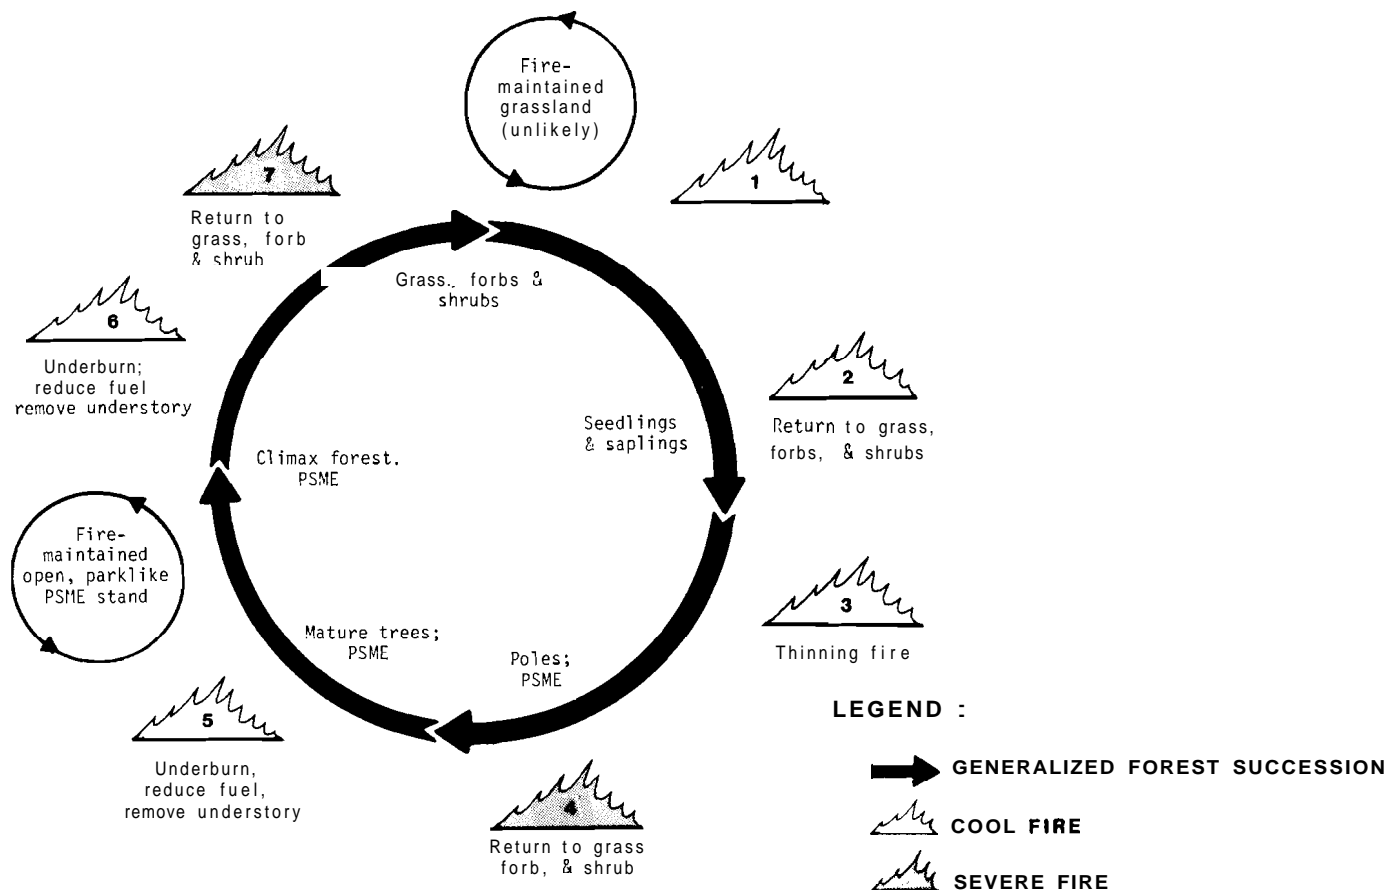 Fire-
maintained
grassland
(unlikely)
1
7
Return to
grass, forb
& shrub
Grass., forbs &
shrubs
6
Underburn;
reduce fuel
remove understory
2
Return to grass,
forbs, & shrubs
Seedlings
& saplings
Climax forest.
PSME
Fire-
maintained
open, parklike
PSME stand
3
Thinning fire
Mature trees;
PSME
Poles;
PSME
5
Underburn,
reduce fuel,
remove understory
4
Return to grass
forb, & shrub
LEGEND :
GENERALIZED FOREST SUCCESSION
COOL FIRE
SEVERE FIRE